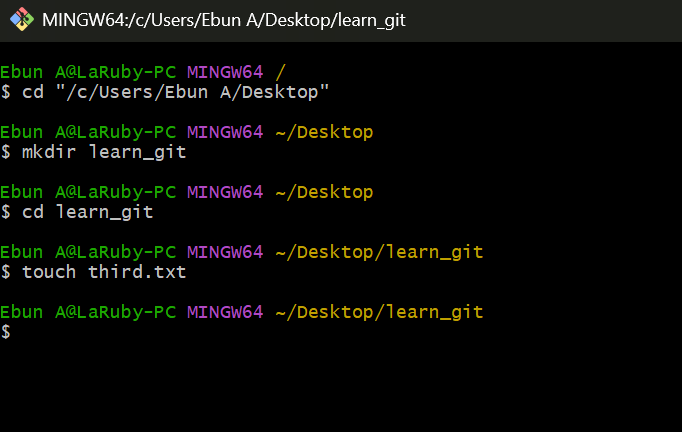 MINGW64:/c/Users/Ebun A/Desktop/learn_git
Ebun A@LaRuby-PC MINGW64 /
$ cd "/c/Users/Ebun A/Desktop"
Ebun A@LaRuby-PC MINGW64 ~/Desktop
$ mkdir learn_git
Ebun A@LaRuby-PC MINGW64 ~/Desktop
$ cd learn_git
Ebun A@LaRuby-PC MINGW64 ~/Desktop/learn_git
$ touch third.txt
Ebun A@LaRuby-PC MINGW64 ~/Desktop/learn_git
$